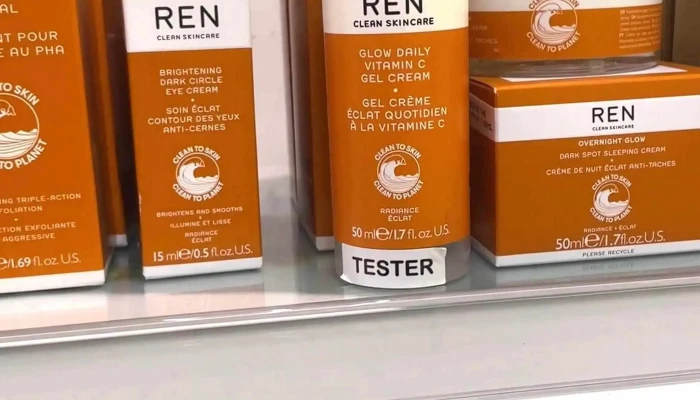 AL
NT POUR
E AU PHA
CLEAN TO SKIN
CLEAN TO PLANET
ING TRIPLE-ACTION
FOLIATION
CTION EXFOLIANTE
AGGRESSIVE
e/1.69 fl.oz. U.S.
REN
CLEAN SKINCARE
BRIGHTENING
DARK CIRCLE
EYE CREAM
•
SOIN ÉCLAT
CONTOUR DES YEUX
ANTI-CERNES
CLEAN TO SKIN
CLEAN TO PLANET
BRIGHTENS AND SMOOTHS
•
ILLUMINE ET LISSE
RADIANCE
ÉCLAT
15 ml e/0.5 fl.oz. U.S.
REN
CLEAN SKINCARE
GLOW DAILY
VITAMIN C
GEL CREAM
•
GEL CRÈME
ÉCLAT QUOTIDIEN
À LA VITAMINE C
CLEAN TO SKIN
CLEAN TO PLANET
RADIANCE
ÉCLAT
50 ml e/1.7 fl.oz. U.S.
TESTER
CLEAN TO PLANET
REN
CLEAN SKINCARE
OVERNIGHT GLOW
DARK SPOT SLEEPING CREAM
•
CRÈME DE NUIT ÉCLAT ANTI-TACHES
CLEAN TO SKIN
CLEAN TO PLANET
RADIANCE • ÉCLAT
50ml e/1.7fl.oz. U.S.
PLEASE RECYCLE